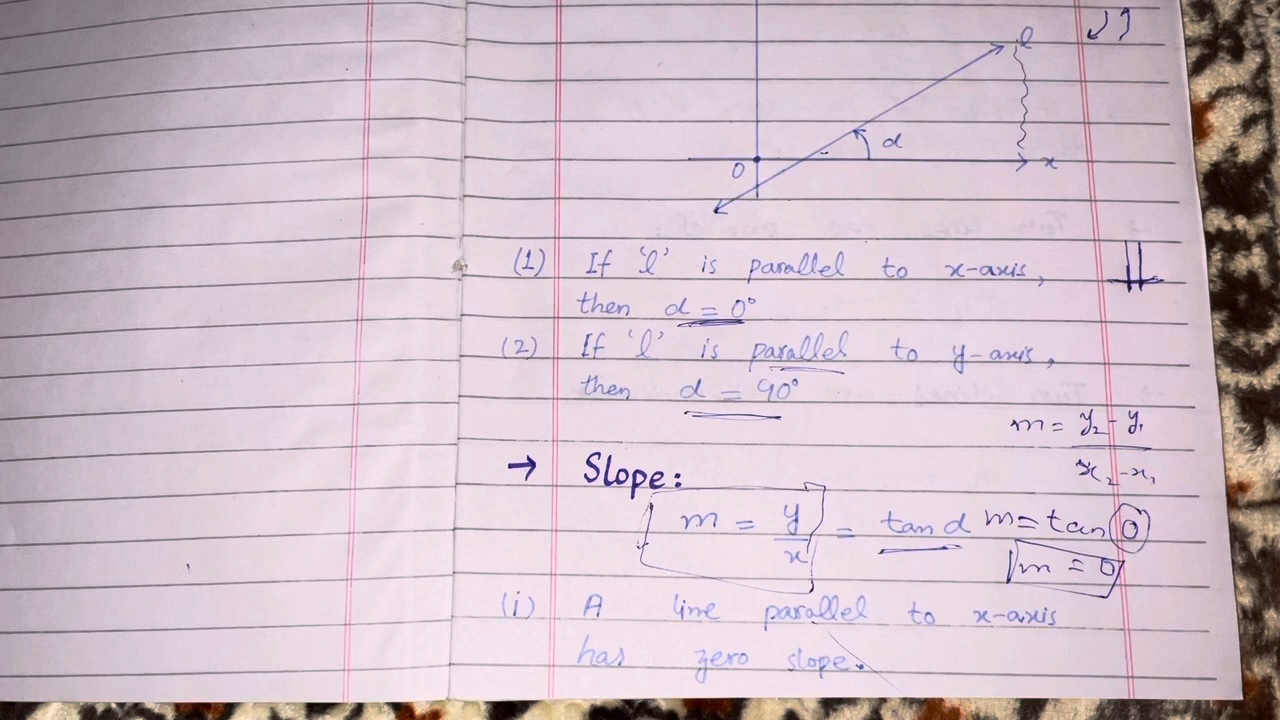 l
α
O
x
(1) If 'l' is parallel to x-axis,
then α = 0°
(2) If 'l' is parallel to y-axis,
then α = 90°
m = y₂ - y₁
x₂ - x₁
→ Slope:
m = y/x = tan α m = tan 0
m = 0
(i) A line parallel to x-axis
has zero slope.